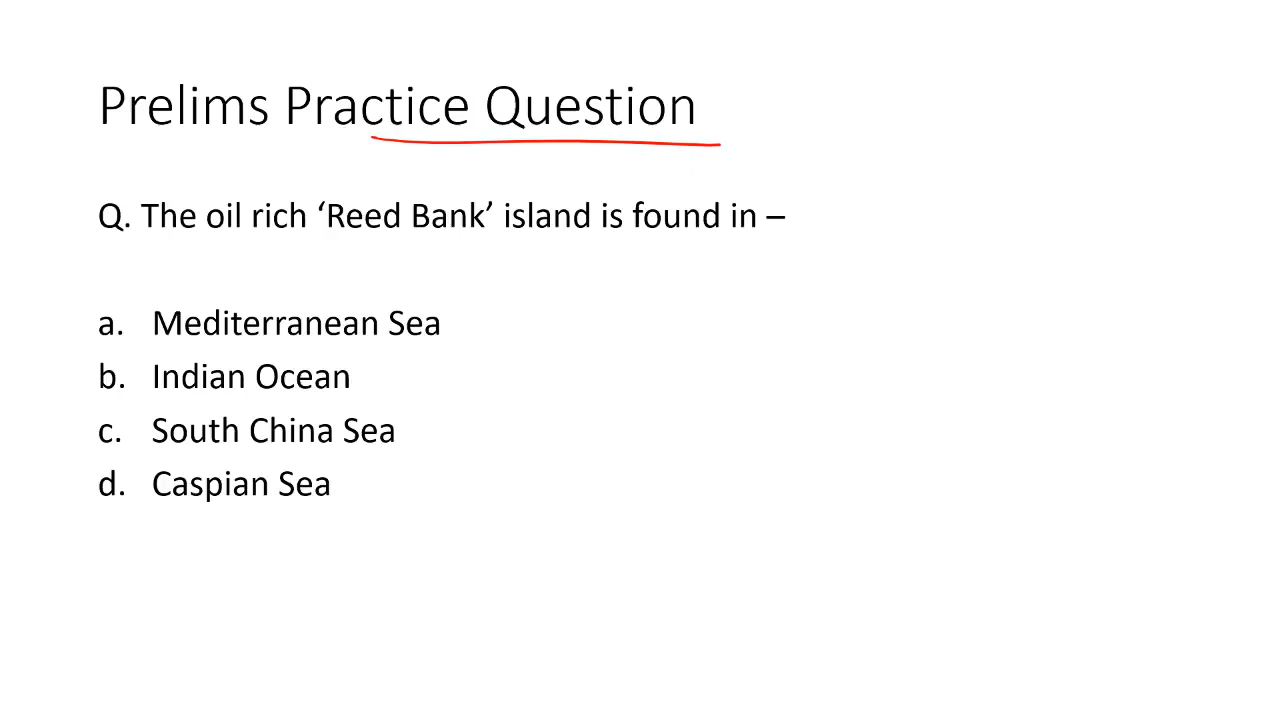 Prelims Practice Question
Q. The oil rich ‘Reed Bank’ island is found in –
a. Mediterranean Sea
b. Indian Ocean
c. South China Sea
d. Caspian Sea